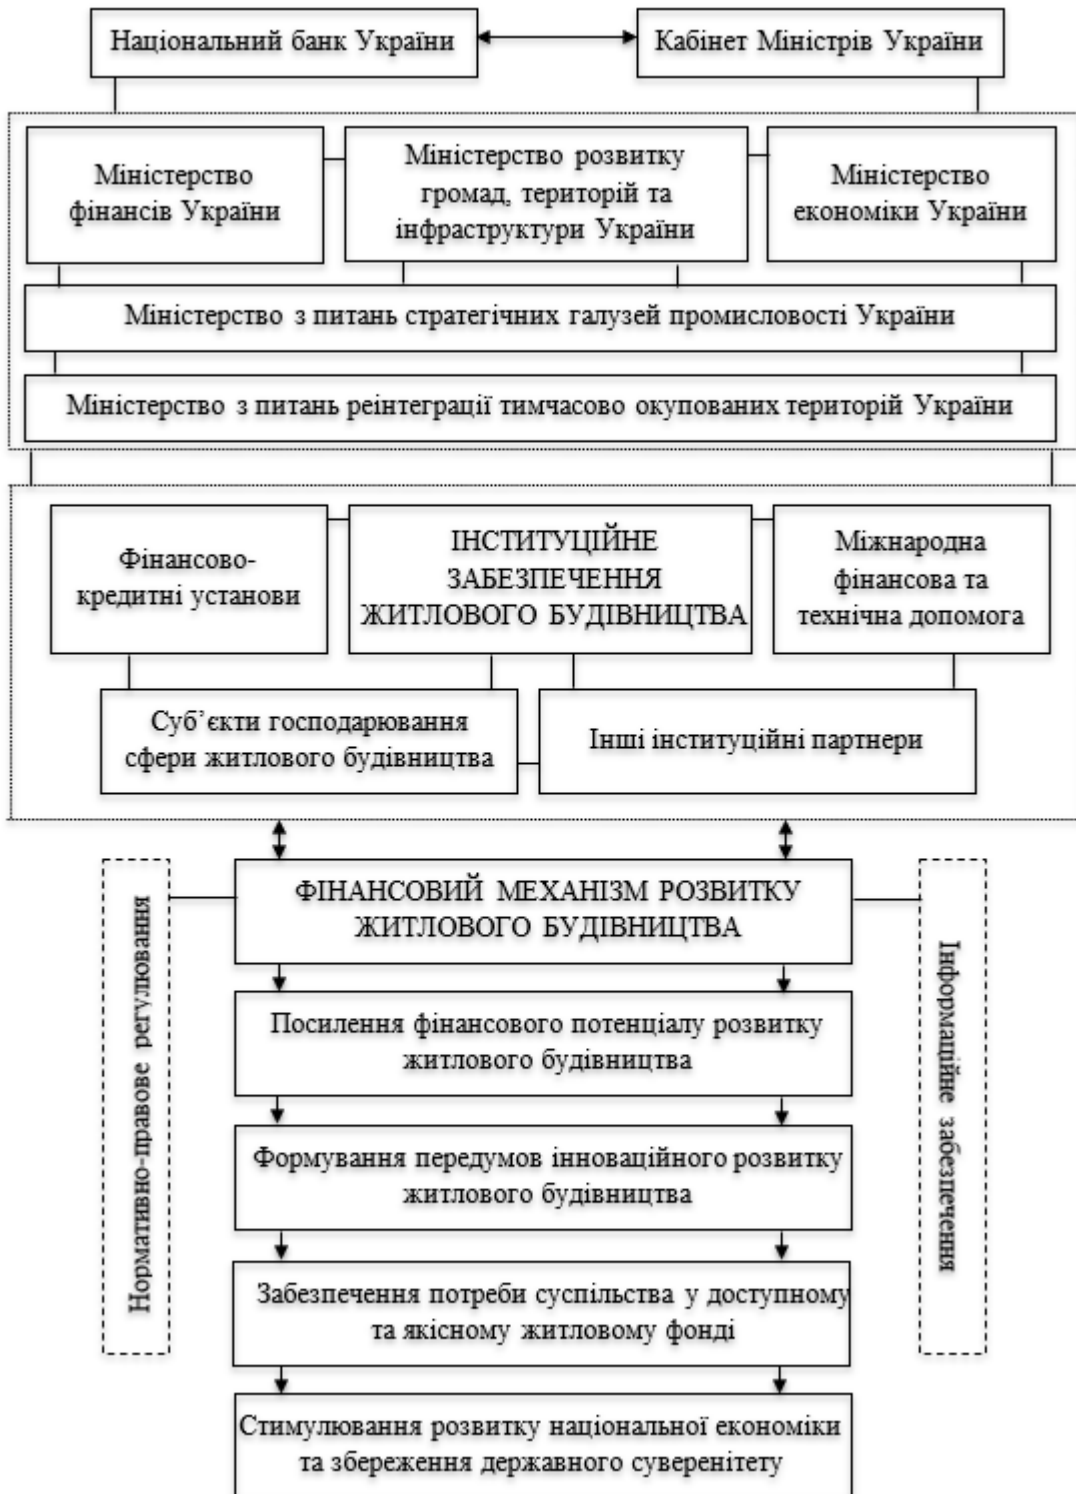 Національний банк України
Кабінет Міністрів України
Міністерство
фінансів України
Міністерство розвитку
громад, територій та
інфраструктури України
Міністерство
економіки України
Міністерство з питань стратегічних галузей промисловості України
Міністерство з питань реінтеграції тимчасово окупованих територій України
Фінансово-
кредитні установи
ІНСТИТУЦІЙНЕ
ЗАБЕЗПЕЧЕННЯ
ЖИТЛОВОГО БУДІВНИЦТВА
Міжнародна
фінансова та
технічна допомога
Суб’єкти господарювання
сфери житлового будівництва
Інші інституційні партнери
Нормативно-правове регулювання
ФІНАНСОВИЙ МЕХАНІЗМ РОЗВИТКУ
ЖИТЛОВОГО БУДІВНИЦТВА
Інформаційне забезпечення
Посилення фінансового потенціалу розвитку
житлового будівництва
Формування передумов інноваційного розвитку
житлового будівництва
Забезпечення потреби суспільства у доступному
та якісному житловому фонді
Стимулювання розвитку національної економіки
та збереження державного суверенітету